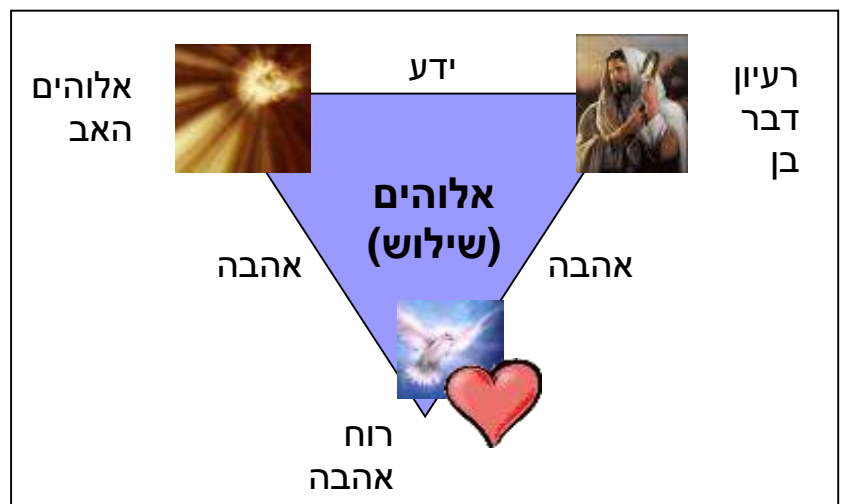 רעיון
דבר
בן
ידע
אלוהים
האב
אלוהים
(שילוש)
אהבה
אהבה
רוח
אהבה